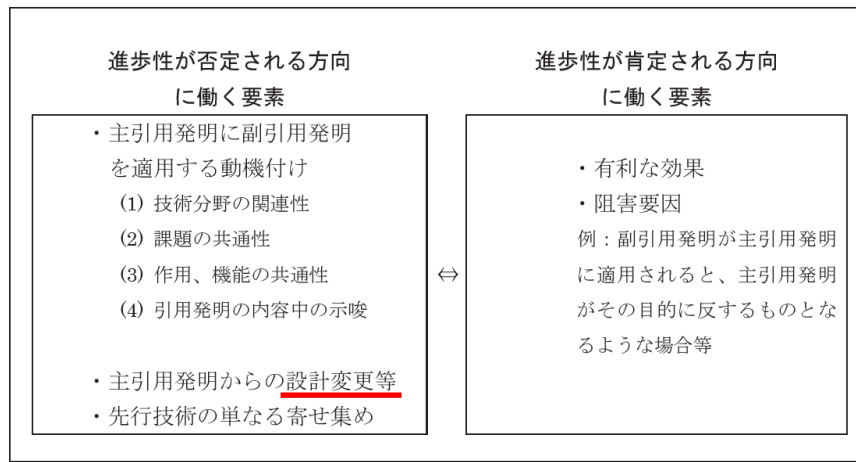 進歩性が否定される方向
に働く要素
・主引用発明に副引用発明
を適用する動機付け
(1) 技術分野の関連性
(2) 課題の共通性
(3) 作用、機能の共通性
(4) 引用発明の内容中の示唆
・主引用発明からの設計変更等
・先行技術の単なる寄せ集め
⇔
進歩性が肯定される方向
に働く要素
・有利な効果
・阻害要因
例：副引用発明が主引用発明
に適用されると、主引用発明
がその目的に反するものとな
るような場合等